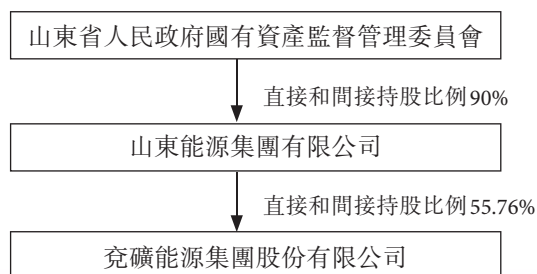 山東省人民政府國有資產監督管理委員會
直接和間接持股比例90%
山東能源集團有限公司
直接和間接持股比例55.76%
兗礦能源集團股份有限公司